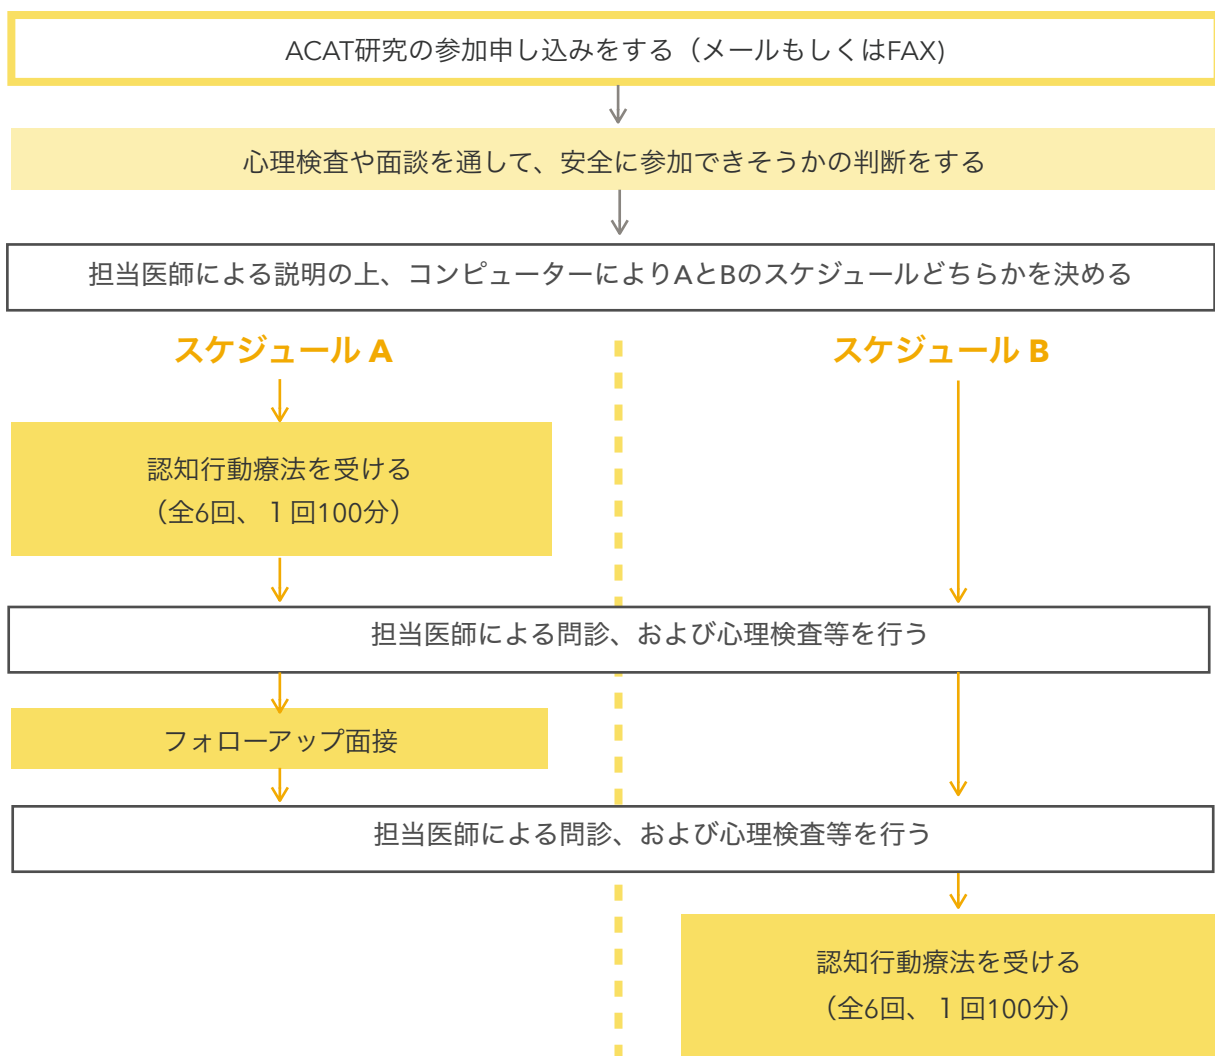 ACAT研究の参加申し込みをする（メールもしくはFAX)
心理検査や面談を通して、安全に参加できそうかの判断をする
担当医師による説明の上、コンピューターによりAとBのスケジュールどちらかを決める
スケジュール A
スケジュール B
認知行動療法を受ける
（全6回、１回100分）
担当医師による問診、および心理検査等を行う
フォローアップ面接
担当医師による問診、および心理検査等を行う
認知行動療法を受ける
（全6回、１回100分）